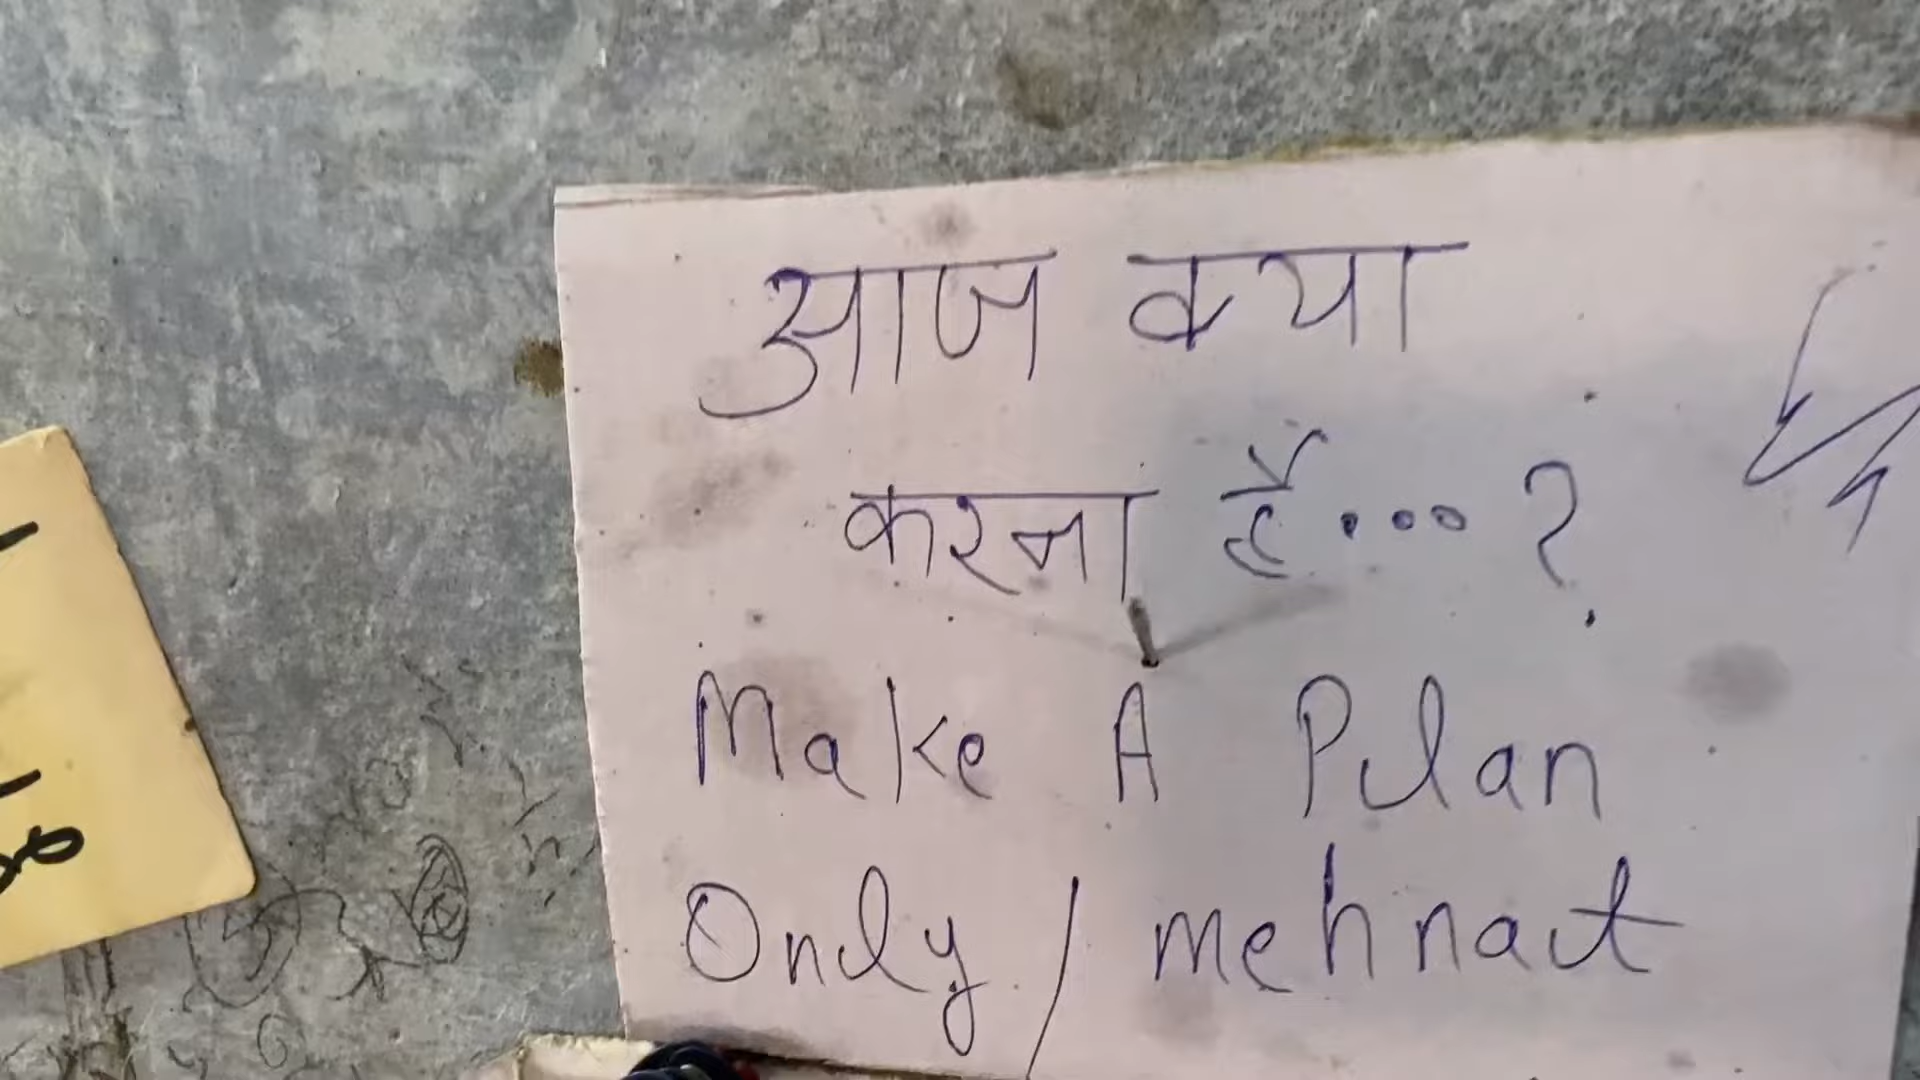 आज क्या
करना है...?
Make A Plan
Only / mehnat